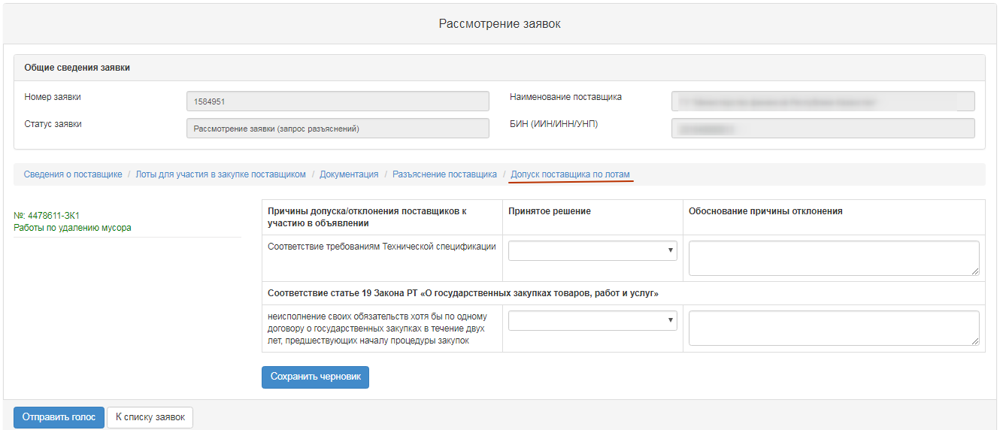 Рассмотрение заявок
Общие сведения заявки
Номер заявки
1584951
Наименование поставщика
Статус заявки
Рассмотрение заявки (запрос разъяснений)
БИН (ИИН/ИНН/УНП)
Сведения о поставщике / Лоты для участия в закупке поставщиком / Документация / Разъяснение поставщика / Допуск поставщика по лотам
№: 4478611-ЗК1
Работы по удалению мусора
Причины допуска/отклонения поставщиков к
участию в объявлении
Принятое решение
Обоснование причины отклонения
Соответствие требованиям Технической спецификации
Соответствие статье 19 Закона РТ «О государственных закупках товаров, работ и услуг»
неисполнение своих обязательств хотя бы по одному
договору о государственных закупках в течение двух
лет, предшествующих началу процедуры закупок
Сохранить черновик
Отправить голос
К списку заявок